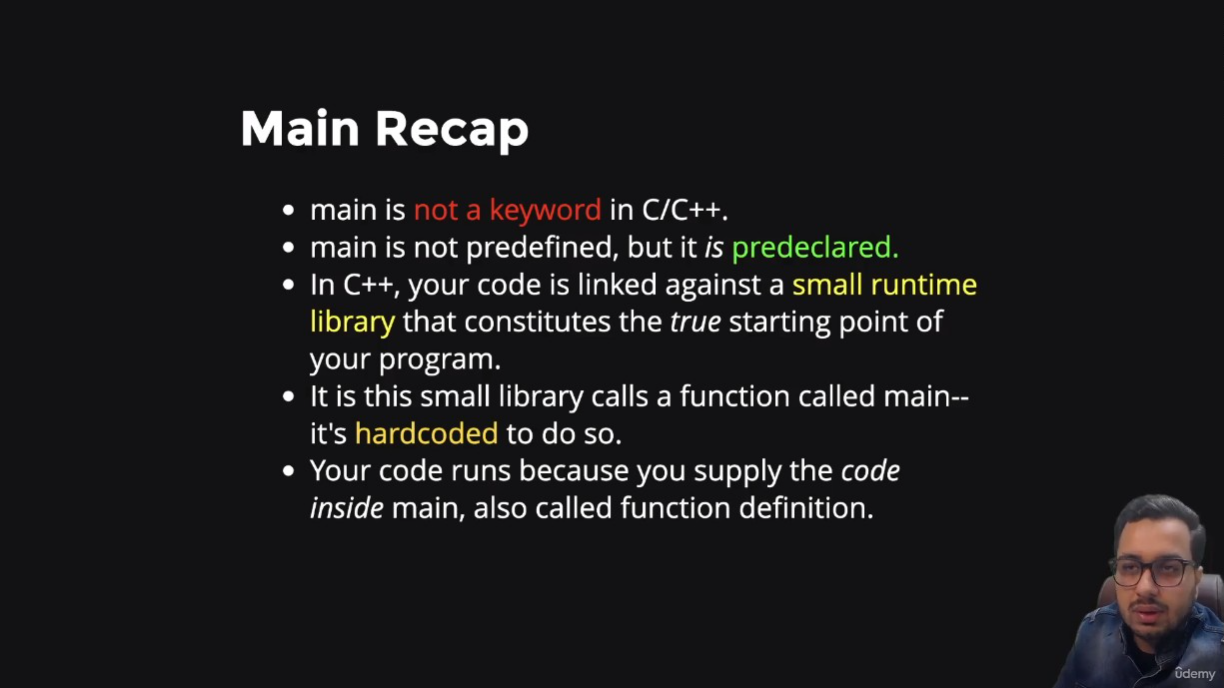 Main Recap
• main is not a keyword in C/C++.
• main is not predefined, but it is predeclared.
• In C++, your code is linked against a small runtime
library that constitutes the true starting point of
your program.
• It is this small library calls a function called main--
it's hardcoded to do so.
• Your code runs because you supply the code
inside main, also called function definition.
ûdemy